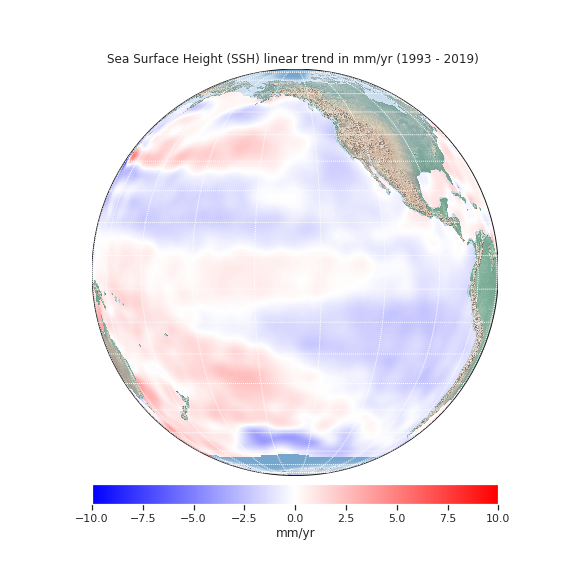 Sea Surface Height (SSH) linear trend in mm/yr (1993 - 2019)
−10.0 −7.5 −5.0 −2.5 0.0 2.5 5.0 7.5 10.0
mm/yr